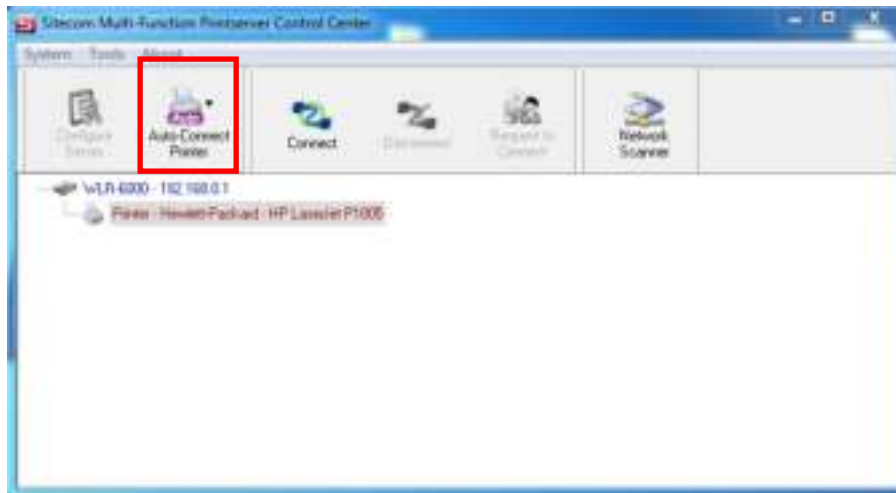 Sitecom Multi-Function Printserver Control Center
System Tools About
Configure Server
Auto
Auto-Connect Printer
Connect
Disconnect
Request to Connect
Network Scanner
WLR-6000 - 192.168.0.1
Printer - Hewlett-Packard - HP LaserJet P1005